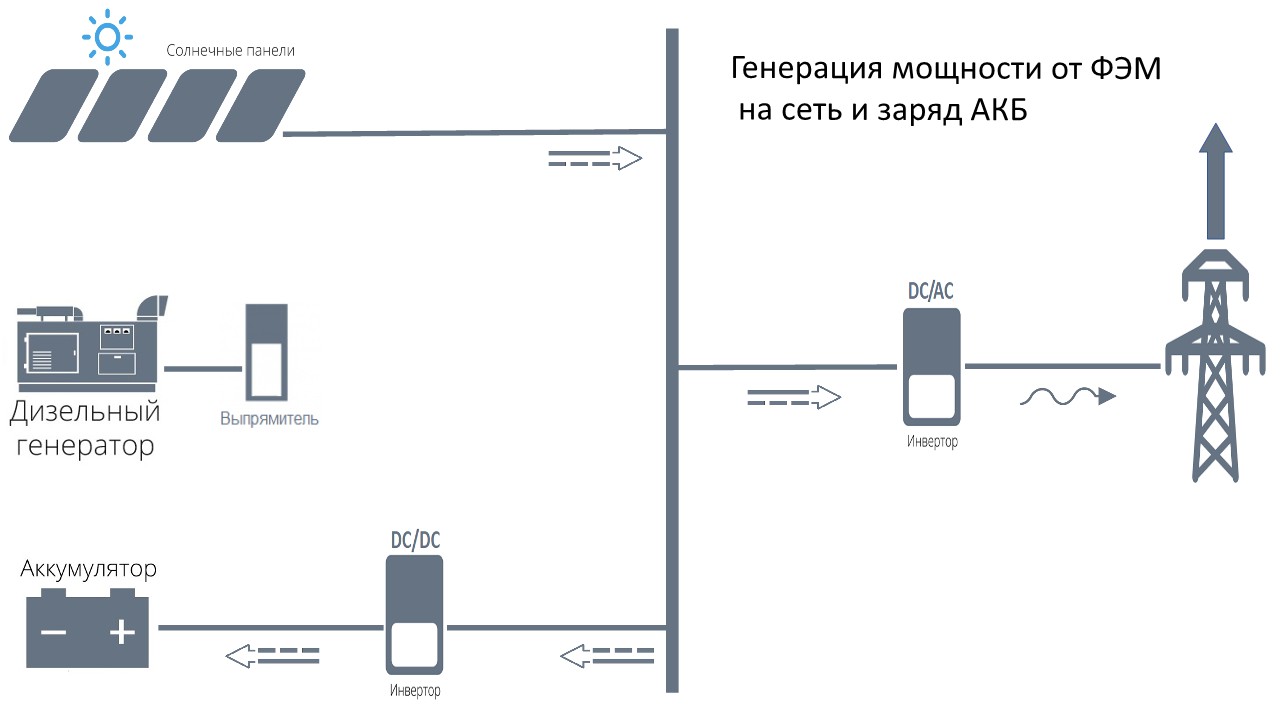 Солнечные панели
Генерация мощности от ФЭМ
на сеть и заряд АКБ
DC/AC
Инвертор
Дизельный
генератор
Выпрямитель
DC/DC
Аккумулятор
Инвертор